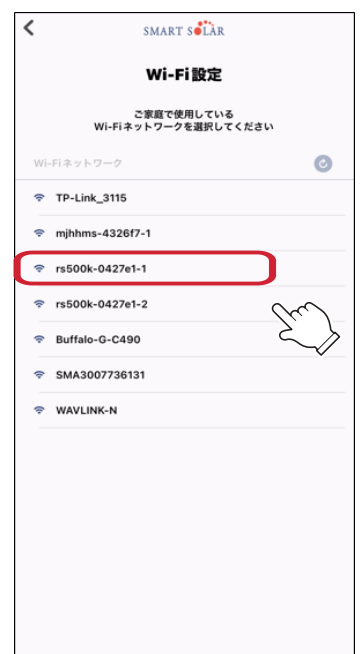 SMART SOLAR
Wi-Fi設定
ご家庭で使用している
Wi-Fiネットワークを選択してください
Wi-Fiネットワーク
TP-Link_3115
mjhhms-4326f7-1
rs500k-0427e1-1
rs500k-0427e1-2
Buffalo-G-C490
SMA3007736131
WAVLINK-N